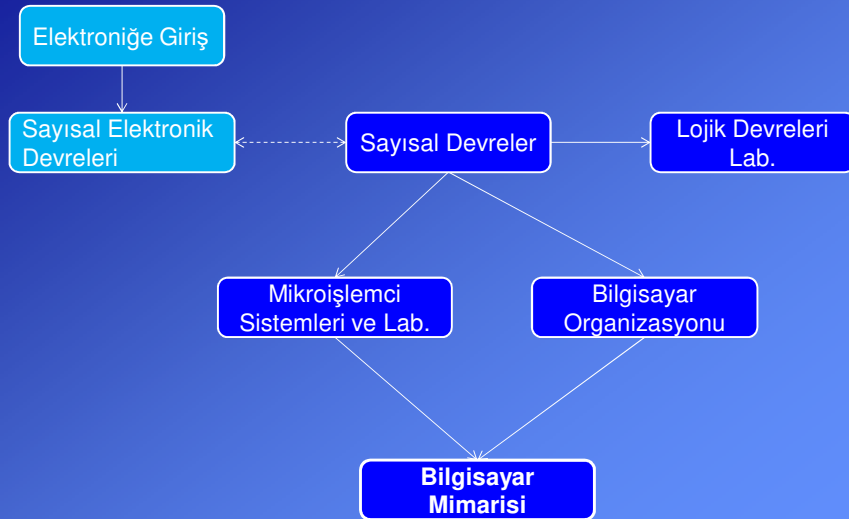 Elektroniğe Giriş
Sayısal Elektronik
Devreleri
Sayısal Devreler
Lojik Devreleri
Lab.
Mikroişlemci
Sistemleri ve Lab.
Bilgisayar
Organizasyonu
Bilgisayar
Mimarisi